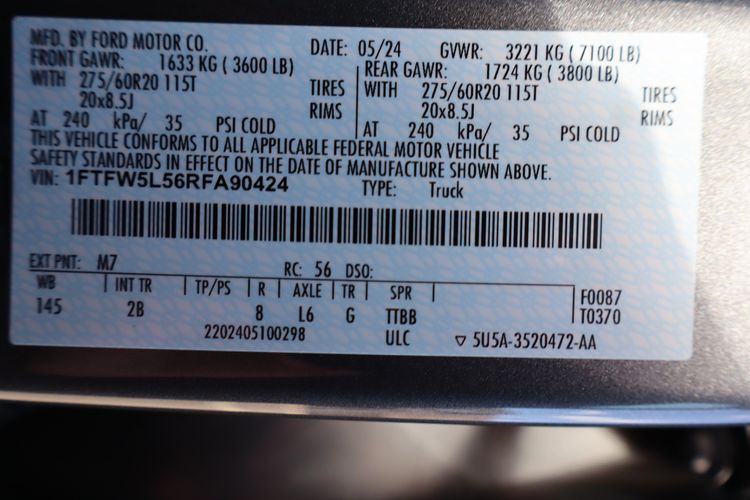 MFD. BY FORD MOTOR CO.
DATE: 05/24 GVWR: 3221 KG ( 7100 LB)
FRONT GAWR: 1633 KG ( 3600 LB)
REAR GAWR: 1724 KG ( 3800 LB)
WITH 275/60R20 115T TIRES
WITH 275/60R20 115T TIRES
20x8.5J RIMS
20x8.5J RIMS
AT 240 kPa/ 35 PSI COLD
AT 240 kPa/ 35 PSI COLD
THIS VEHICLE CONFORMS TO ALL APPLICABLE FEDERAL MOTOR VEHICLE
SAFETY STANDARDS IN EFFECT ON THE DATE OF MANUFACTURE SHOWN ABOVE.
VIN: 1FTFW5L56RFA90424 TYPE: Truck
EXT PNT: M7 RC: 56 DSO:
WB INT TR TP/PS R AXLE TR SPR F0087
145 2B 8 L6 G TTBB T0370
2202405100298 ULC ▽ 5U5A-3520472-AA